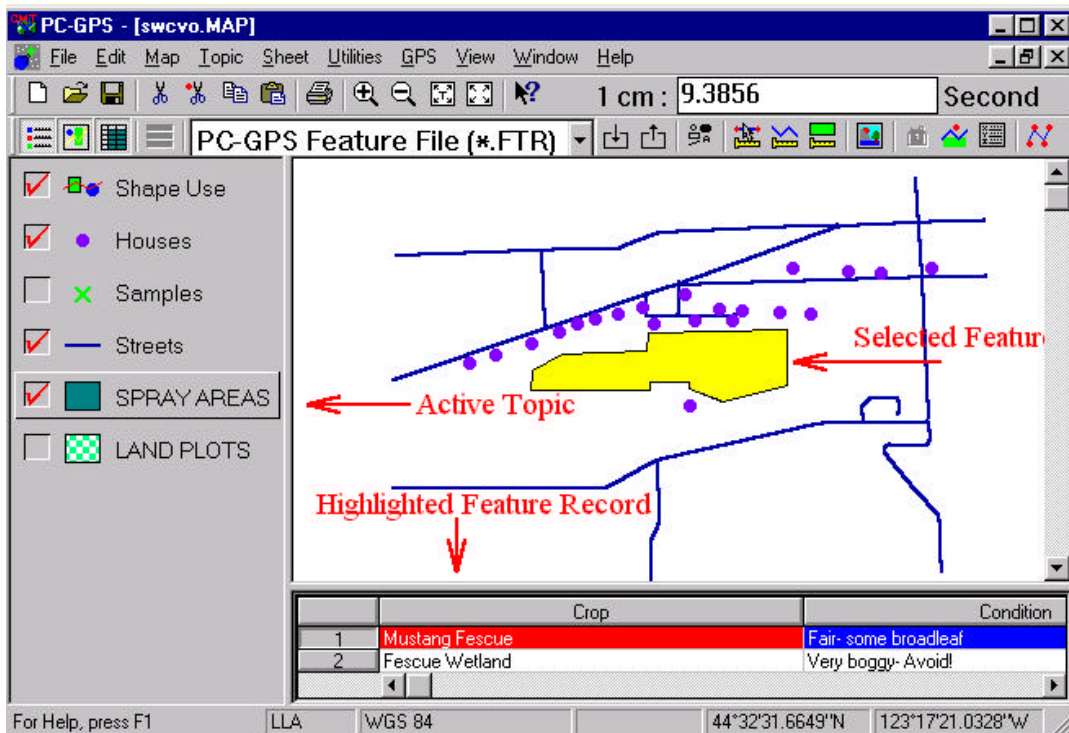 CMT
PC-GPS - [swcvo.MAP]
File Edit Map Topic Sheet Utilities GPS View Window Help
1 cm : 9.3856 Second
PC-GPS Feature File (*.FTR)
Shape Use
Houses
Samples
Streets
SPRAY AREAS
LAND PLOTS
Selected Featur
Active Topic
Highlighted Feature Record
Crop Condition
1 Mustang Fescue Fair- some broadleaf
2 Fescue Wetland Very boggy- Avoid!
For Help, press F1 LLA WGS 84 44°32'31.6649"N 123°17'21.0328"W